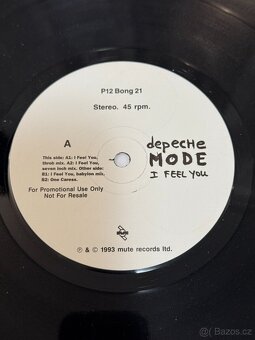 P12 Bong 21
Stereo. 45 rpm.
A
This side: A1: I Feel You,
throb mix. A2: I Feel You,
seven inch mix. Other side:
B1: I Feel You, babylon mix.
B2: One Caress.
For Promotional Use Only
Not For Resale
depecHe
MODE
I FEEL YOU
℗ & © 1993 mute records ltd.
sbazar.cz